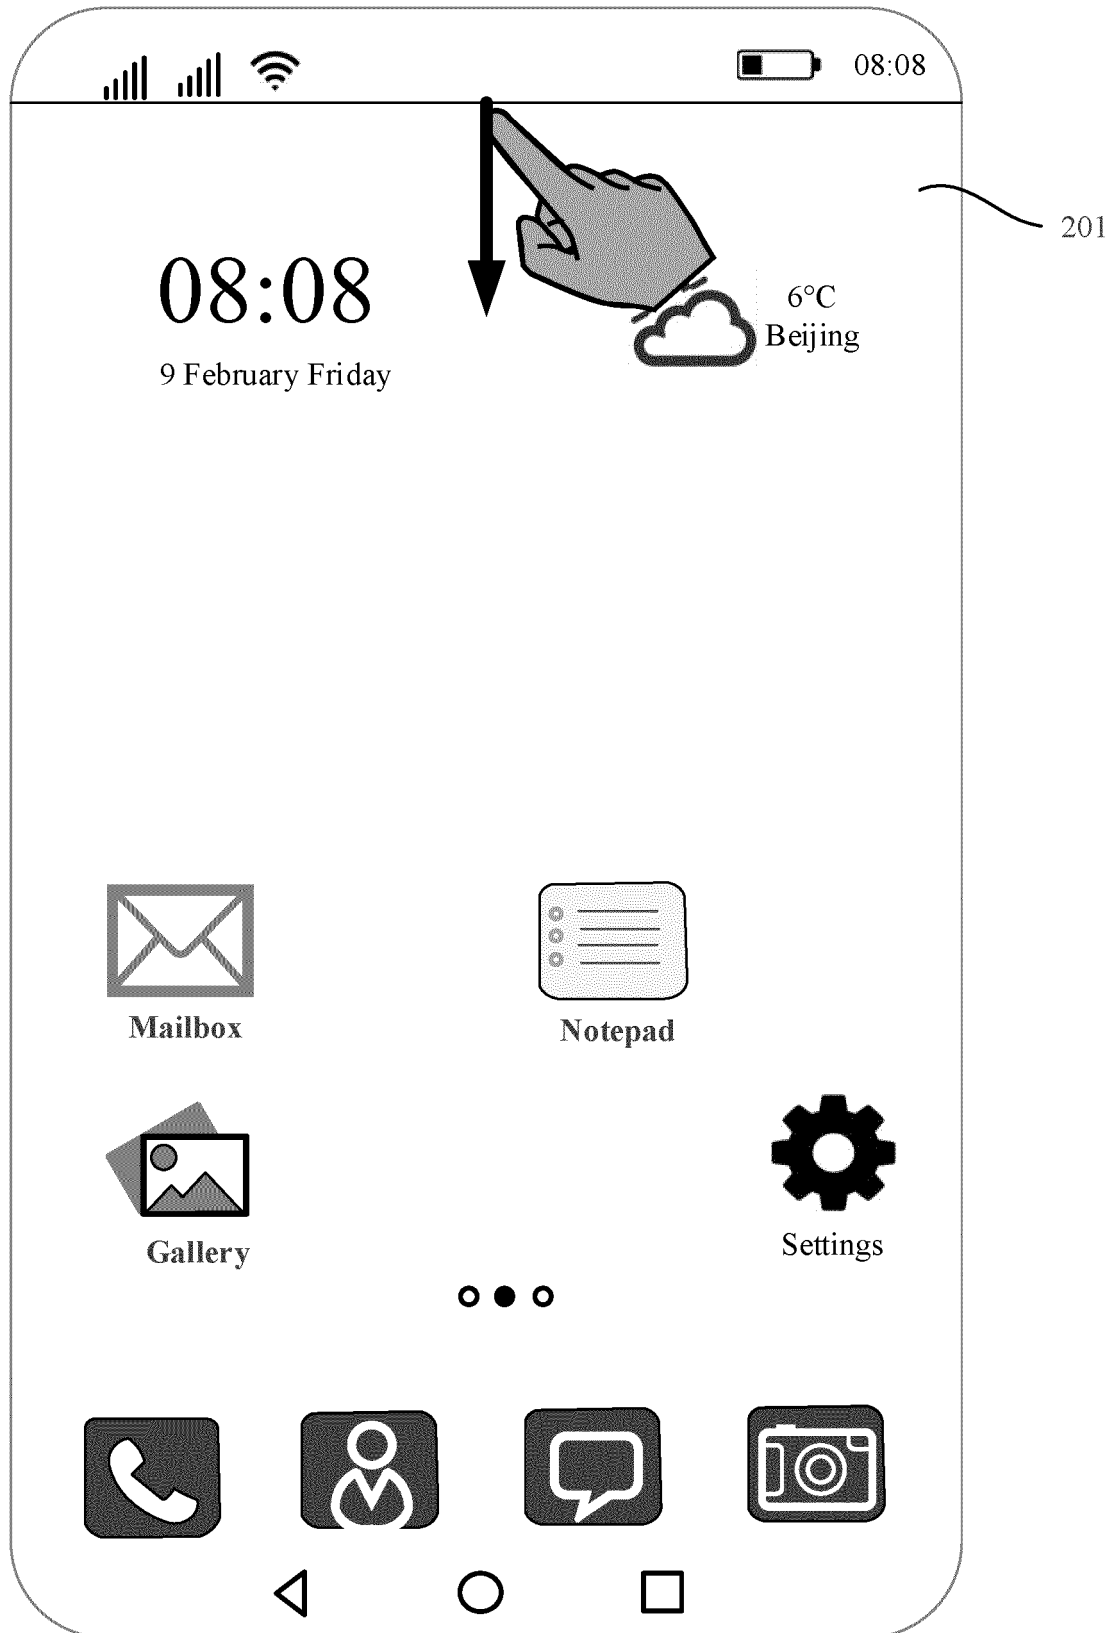 08:08
201
08:08
6°C
Beijing
9 February Friday
Mailbox
Notepad
Gallery
Settings